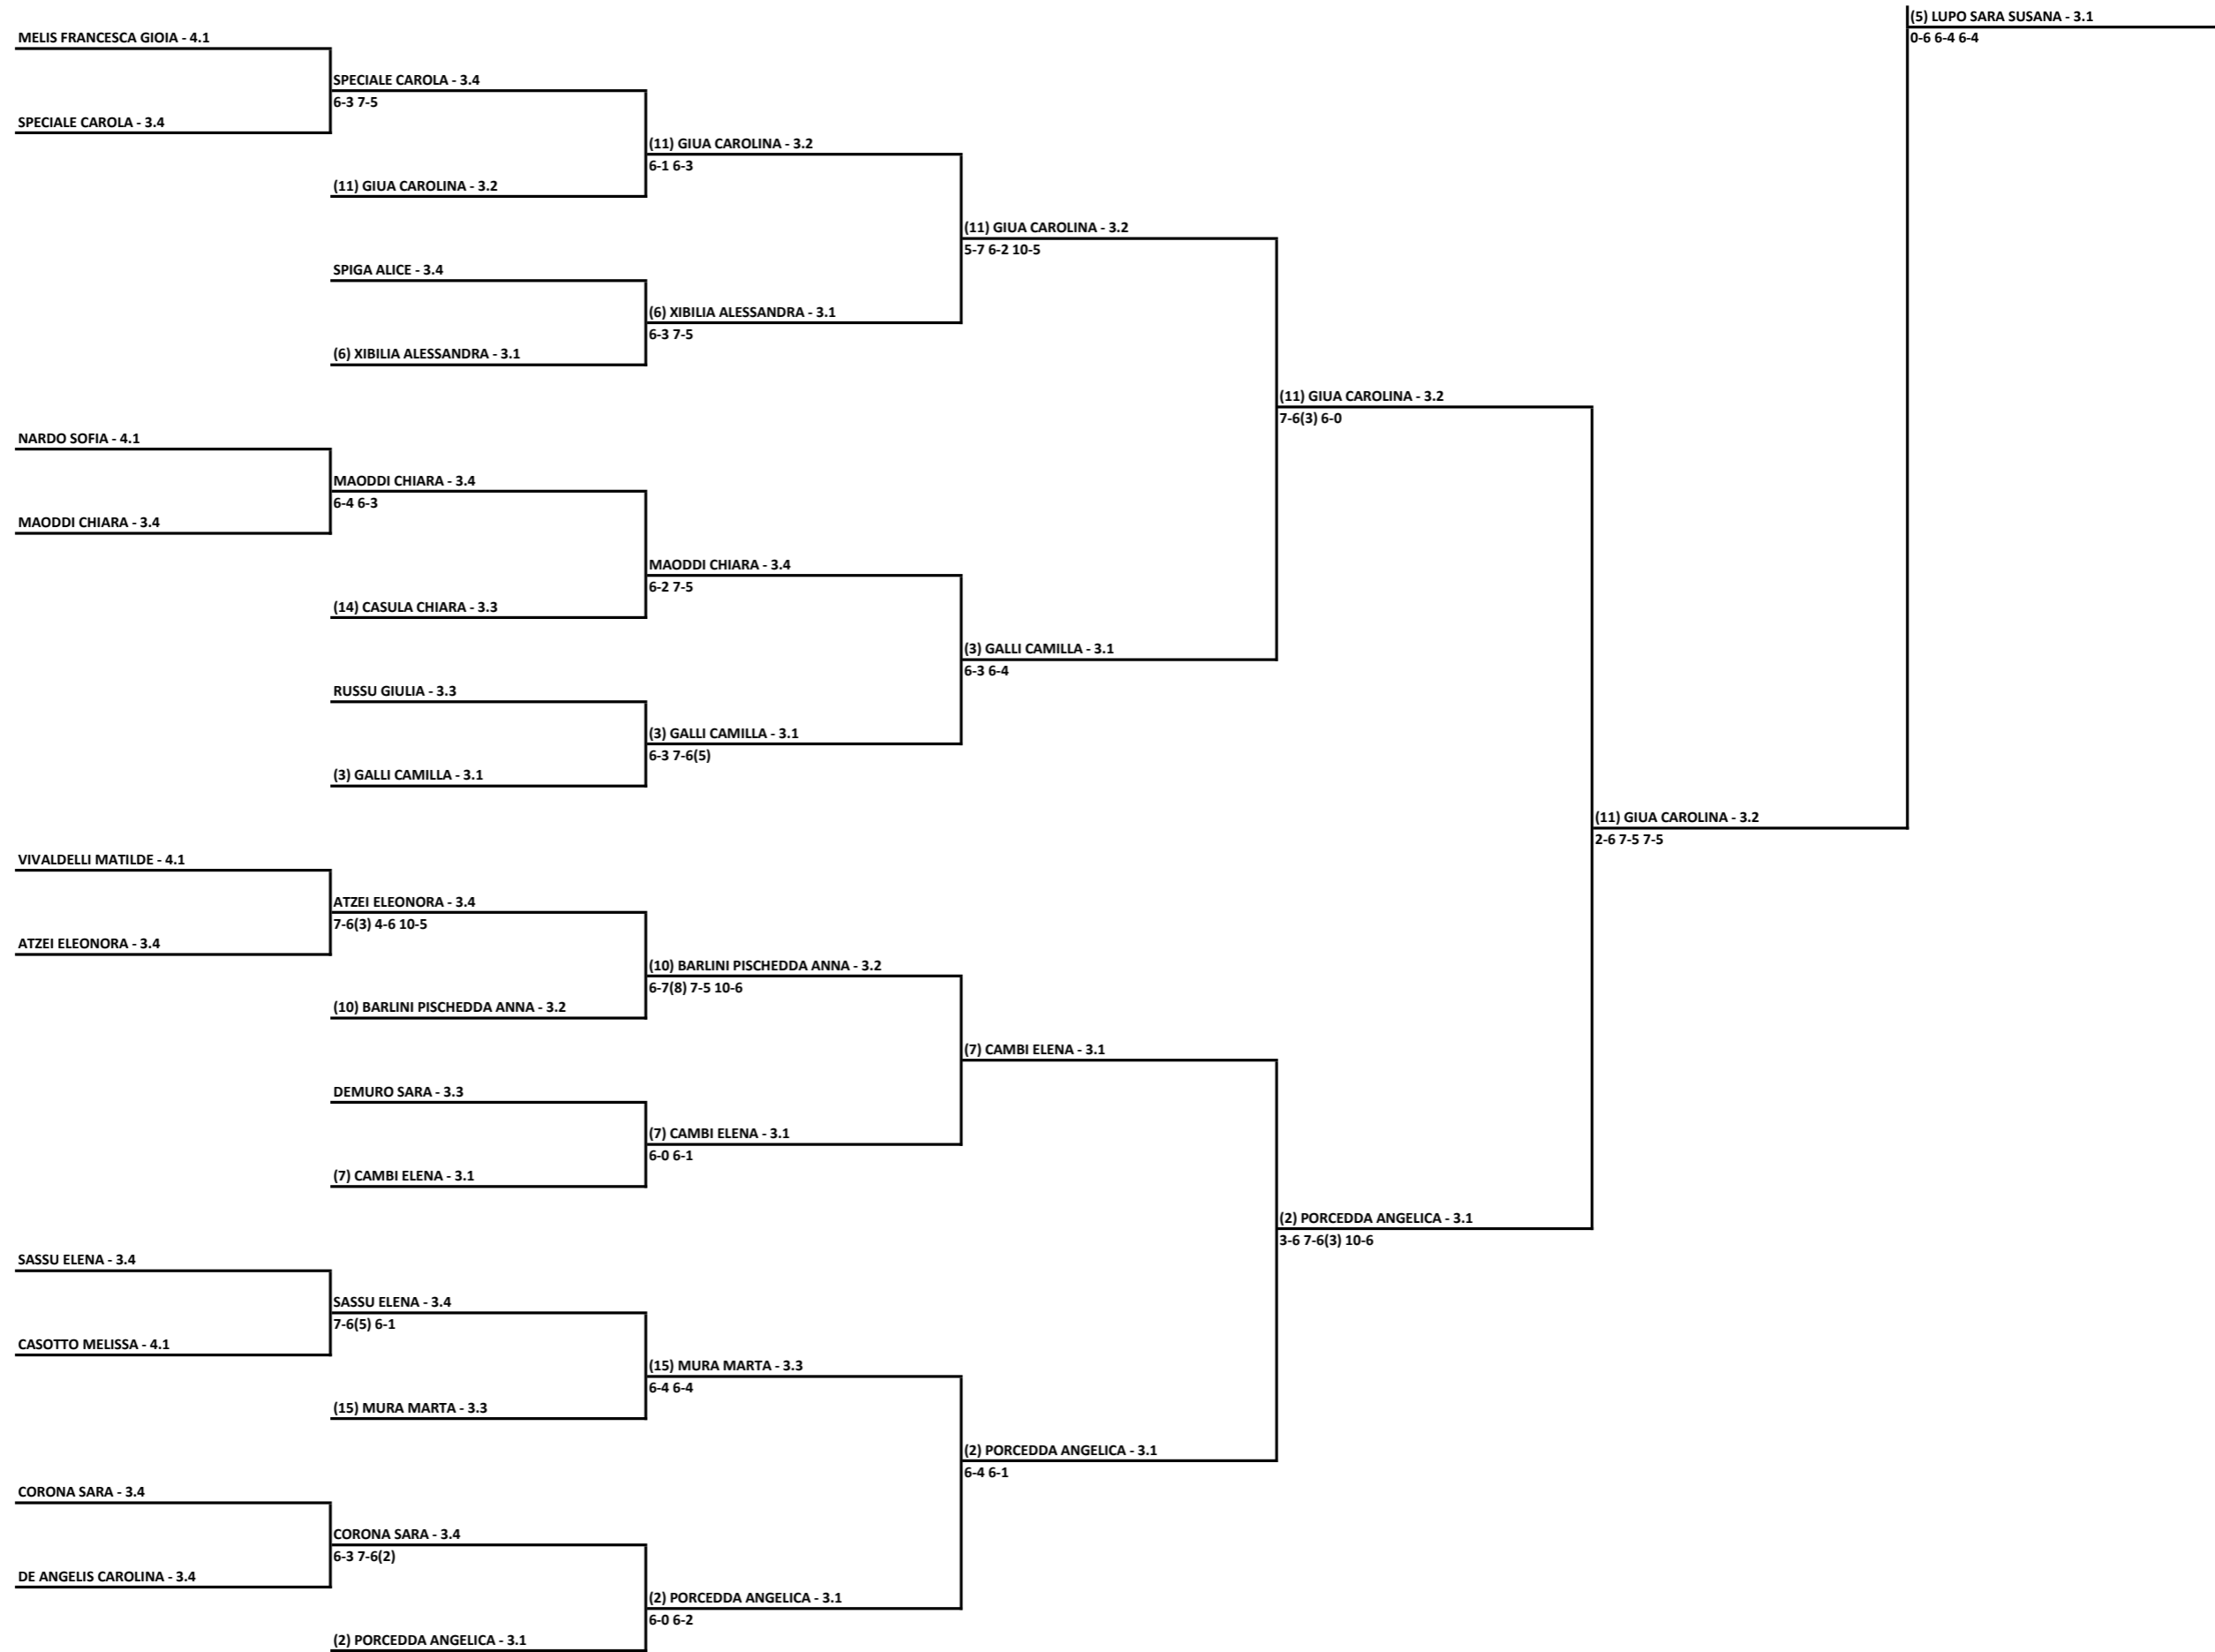 (5) LUPO SARA SUSANA - 3.1
0-6 6-4 6-4
MELIS FRANCESCA GIOIA - 4.1
SPECIALE CAROLA - 3.4
6-3 7-5
SPECIALE CAROLA - 3.4
(11) GIUA CAROLINA - 3.2
6-1 6-3
(11) GIUA CAROLINA - 3.2
(11) GIUA CAROLINA - 3.2
5-7 6-2 10-5
SPIGA ALICE - 3.4
(6) XIBILIA ALESSANDRA - 3.1
6-3 7-5
(6) XIBILIA ALESSANDRA - 3.1
(11) GIUA CAROLINA - 3.2
7-6(3) 6-0
NARDO SOFIA - 4.1
MAODDI CHIARA - 3.4
6-4 6-3
MAODDI CHIARA - 3.4
MAODDI CHIARA - 3.4
6-2 7-5
(14) CASULA CHIARA - 3.3
(3) GALLI CAMILLA - 3.1
6-3 6-4
RUSSU GIULIA - 3.3
(3) GALLI CAMILLA - 3.1
6-3 7-6(5)
(3) GALLI CAMILLA - 3.1
(11) GIUA CAROLINA - 3.2
2-6 7-5 7-5
VIVALDELLI MATILDE - 4.1
ATZEI ELEONORA - 3.4
7-6(3) 4-6 10-5
ATZEI ELEONORA - 3.4
(10) BARLINI PISCHEDDA ANNA - 3.2
6-7(8) 7-5 10-6
(10) BARLINI PISCHEDDA ANNA - 3.2
(7) CAMBI ELENA - 3.1
DEMURO SARA - 3.3
(7) CAMBI ELENA - 3.1
6-0 6-1
(7) CAMBI ELENA - 3.1
(2) PORCEDDA ANGELICA - 3.1
3-6 7-6(3) 10-6
SASSU ELENA - 3.4
SASSU ELENA - 3.4
7-6(5) 6-1
CASOTTO MELISSA - 4.1
(15) MURA MARTA - 3.3
6-4 6-4
(15) MURA MARTA - 3.3
(2) PORCEDDA ANGELICA - 3.1
6-4 6-1
CORONA SARA - 3.4
CORONA SARA - 3.4
6-3 7-6(2)
DE ANGELIS CAROLINA - 3.4
(2) PORCEDDA ANGELICA - 3.1
6-0 6-2
(2) PORCEDDA ANGELICA - 3.1